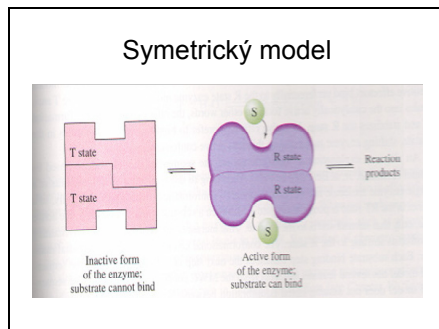 Symetrický model
S
T state
R state
Reaction
products
T state
R state
S
Inactive form
of the enzyme;
substrate cannot bind
Active form
of the enzyme;
substrate can bind